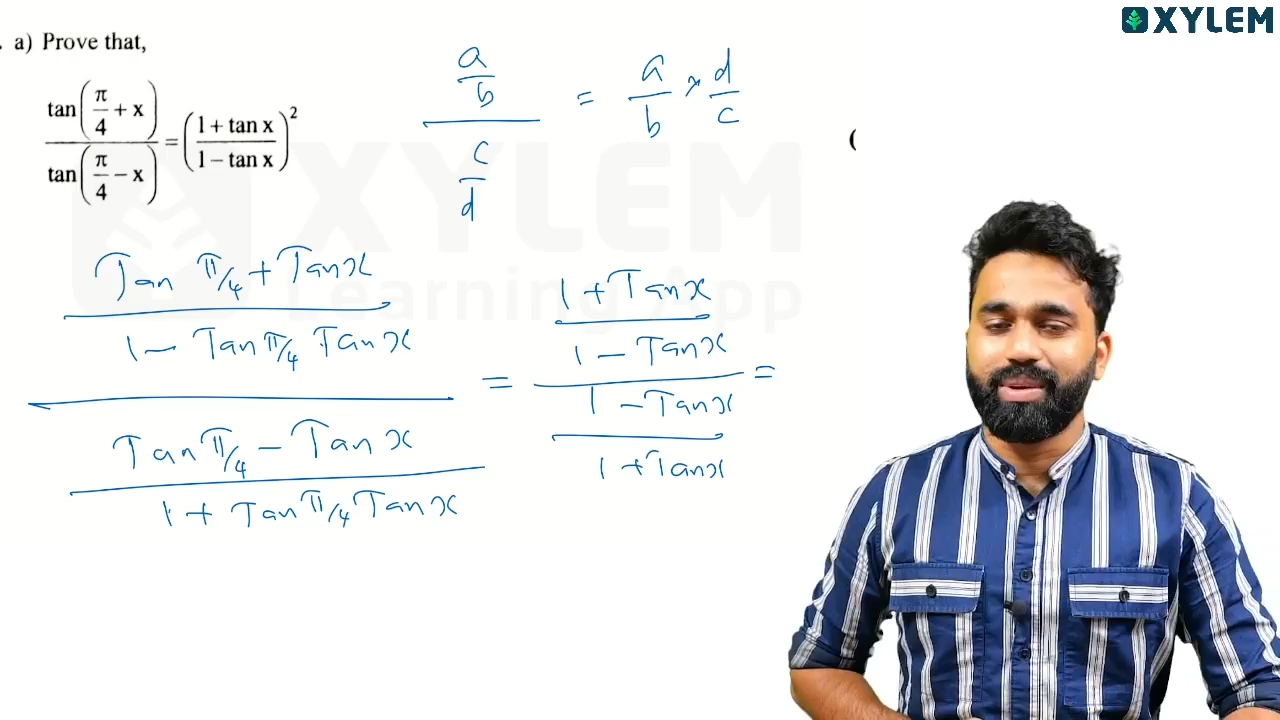 XYLEM
. a) Prove that,
tan(π/4 + x) / tan(π/4 − x) = ((1 + tan x)/(1 − tan x))²
(a/b)/(c/d) = a/b × d/c
(
XYLEM
Learning App
((Tan π/4 + Tan x)/(1 − Tan π/4 Tan x)) / ((Tan π/4 − Tan x)/(1 + Tan π/4 Tan x)) = ((1 + Tan x)/(1 − Tan x)) / ((1 − Tan x)/(1 + Tan x)) =